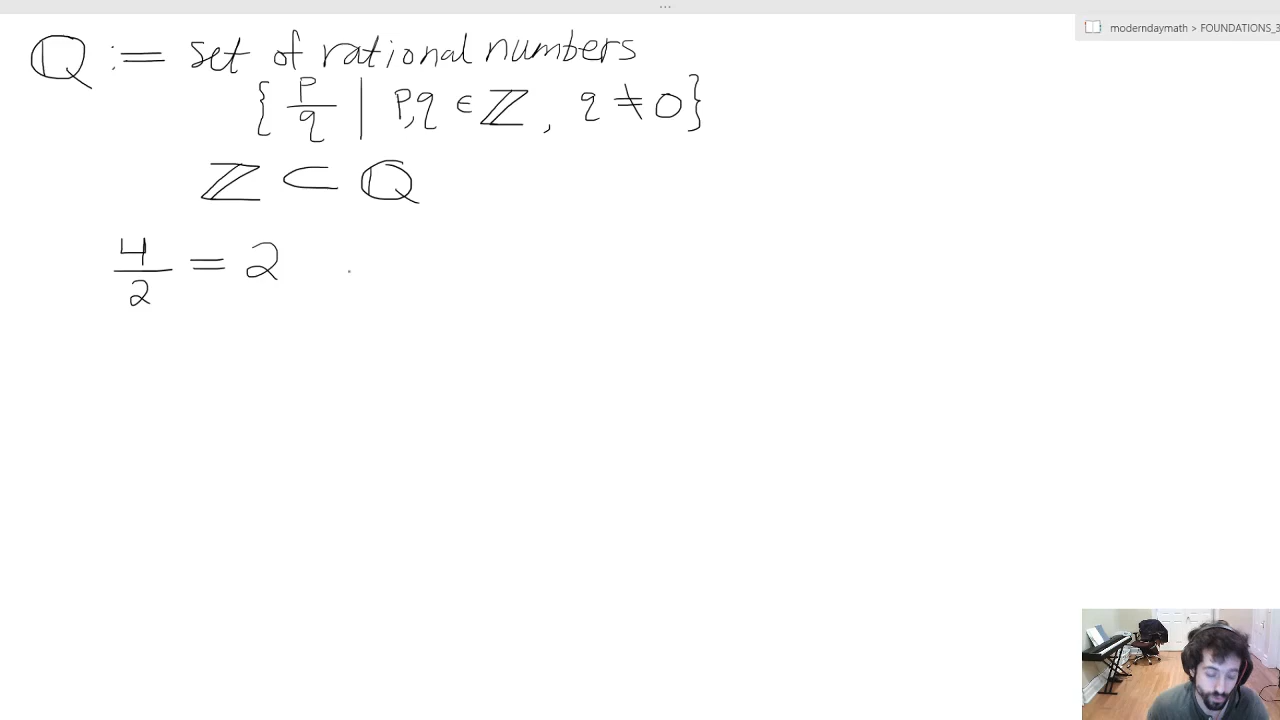 moderndaymath > FOUNDATIONS_3
ℚ := set of rational numbers
{ p/q | p,q ∈ ℤ, q ≠ 0}
ℤ ⊂ ℚ
4/2 = 2